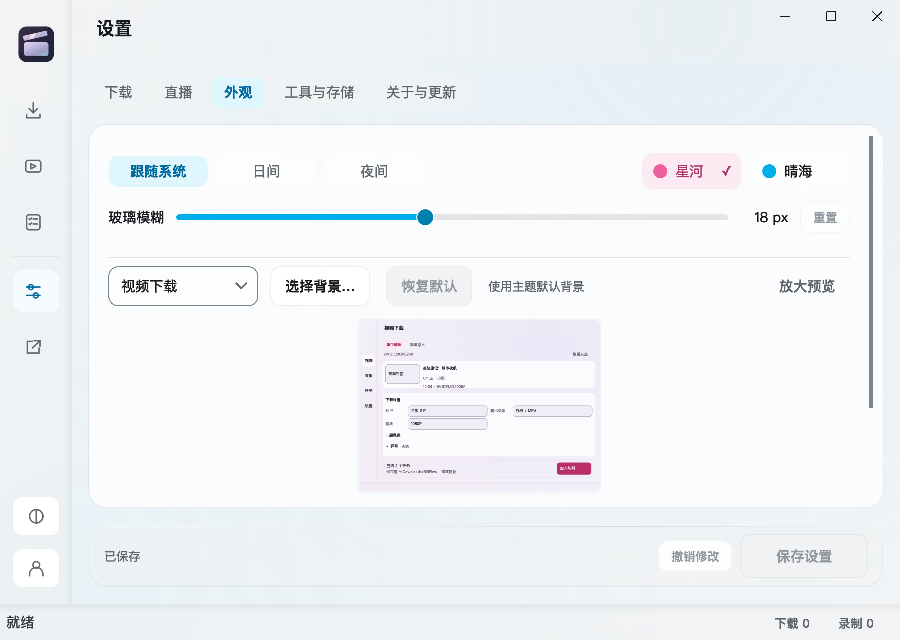 设置
下载 直播 外观 工具与存储 关于与更新
跟随系统 日间 夜间 星河 ✓ 晴海
玻璃模糊 18 px 重置
视频下载 选择背景... 恢复默认 使用主题默认背景 放大预览
视频下载
已保存 撤销修改 保存设置
就绪 下载 0 录制 0